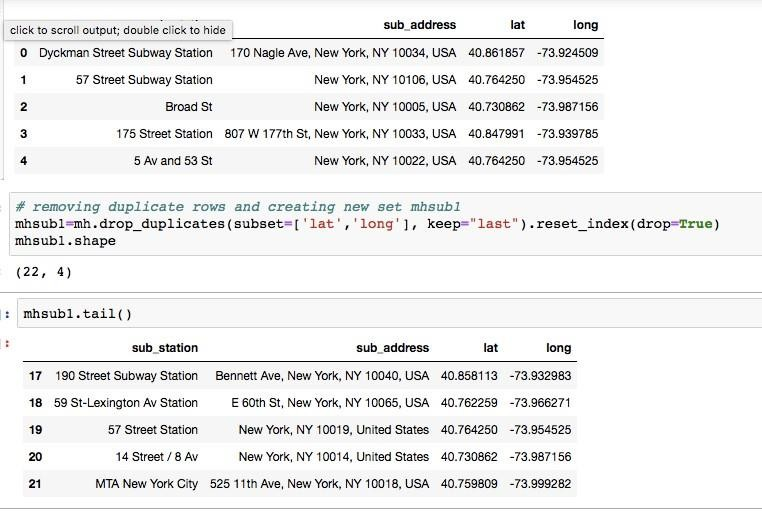 click to scroll output; double click to hide
sub_address lat long
0 Dyckman Street Subway Station 170 Nagle Ave, New York, NY 10034, USA 40.861857 -73.924509
1 57 Street Subway Station New York, NY 10106, USA 40.764250 -73.954525
2 Broad St New York, NY 10005, USA 40.730862 -73.987156
3 175 Street Station 807 W 177th St, New York, NY 10033, USA 40.847991 -73.939785
4 5 Av and 53 St New York, NY 10022, USA 40.764250 -73.954525
# removing duplicate rows and creating new set mhsub1
mhsub1=mh.drop_duplicates(subset=['lat','long'], keep="last").reset_index(drop=True)
mhsub1.shape
(22, 4)
]: mhsub1.tail()
]:
sub_station sub_address lat long
17 190 Street Subway Station Bennett Ave, New York, NY 10040, USA 40.858113 -73.932983
18 59 St-Lexington Av Station E 60th St, New York, NY 10065, USA 40.762259 -73.966271
19 57 Street Station New York, NY 10019, United States 40.764250 -73.954525
20 14 Street / 8 Av New York, NY 10014, United States 40.730862 -73.987156
21 MTA New York City 525 11th Ave, New York, NY 10018, USA 40.759809 -73.999282